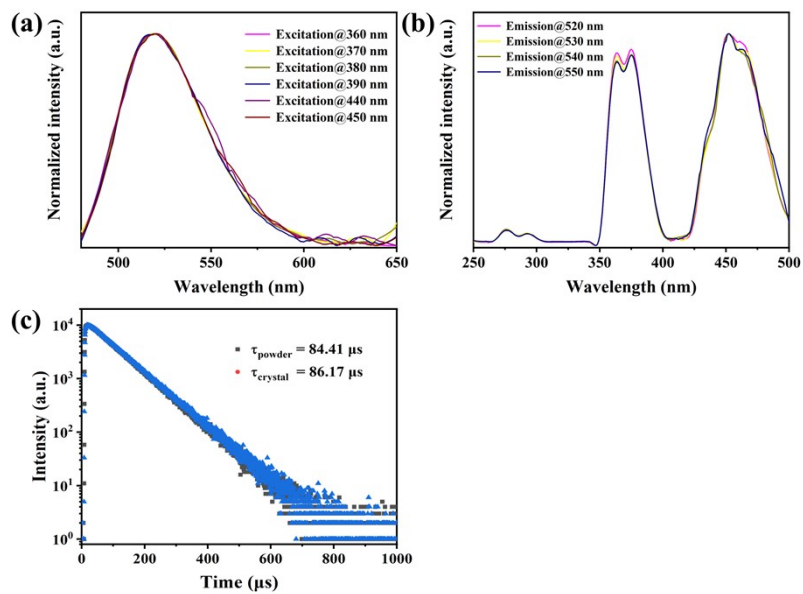 (a)
Normalized intensity (a.u.)
Excitation@360 nm
Excitation@370 nm
Excitation@380 nm
Excitation@390 nm
Excitation@440 nm
Excitation@450 nm
500 550 600 650
Wavelength (nm)
(b)
Normalized intensity (a.u.)
Emission@520 nm
Emission@530 nm
Emission@540 nm
Emission@550 nm
250 300 350 400 450 500
Wavelength (nm)
(c)
Intensity (a.u.)
10⁴
10³
10²
10¹
10⁰
τpowder = 84.41 μs
τcrystal = 86.17 μs
0 200 400 600 800 1000
Time (μs)